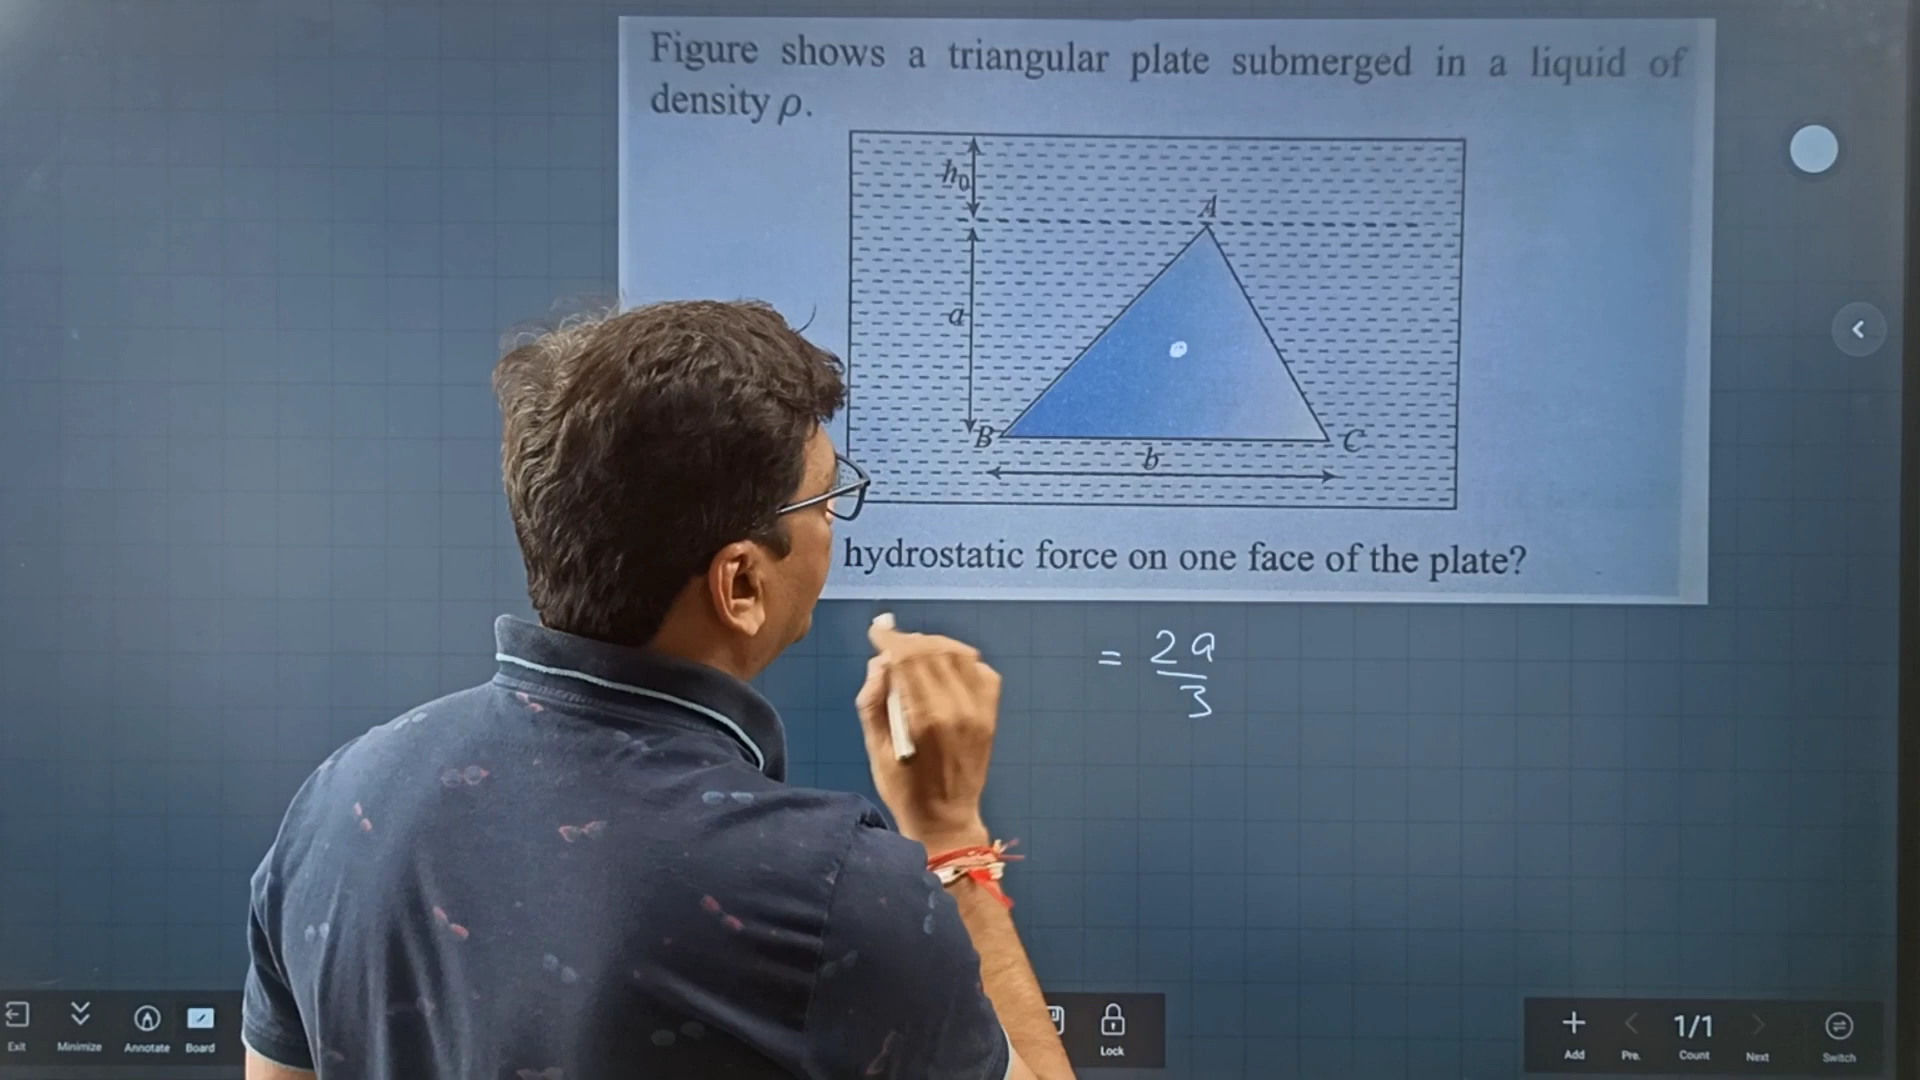 Figure shows a triangular plate submerged in a liquid of
density ρ.
h₀
A
a
B
C
b
hydrostatic force on one face of the plate?
= 2a
3
Exit
Minimize
Annotate
Board
Lock
Add
Pre.
1/1
Count
Next
Switch